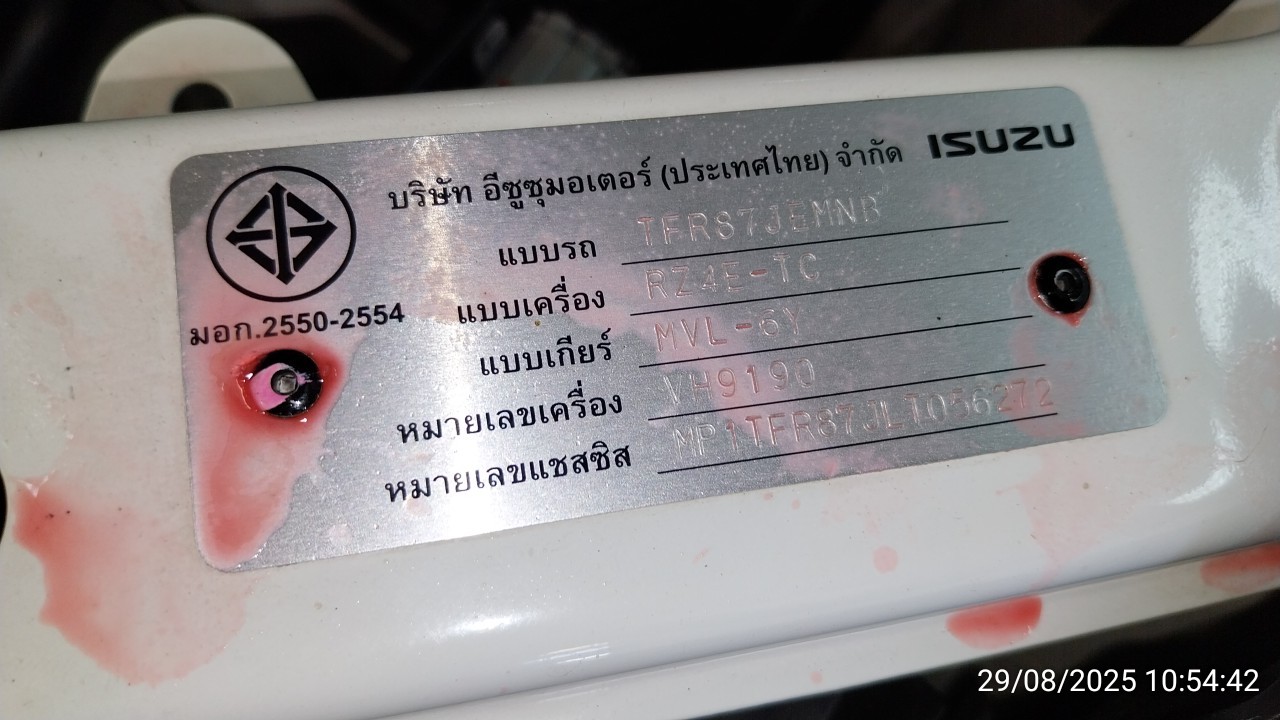 บริษัท อีซูซุมอเตอร์ (ประเทศไทย) จำกัด ISUZU
แบบรถ TFR87JEMNB
แบบเครื่อง RZ4E-TC
มอก.2550-2554
แบบเกียร์ MVL-6Y
หมายเลขเครื่อง VH9190
หมายเลขแชสซิส MP1TFR87JLT056272
29/08/2025 10:54:42